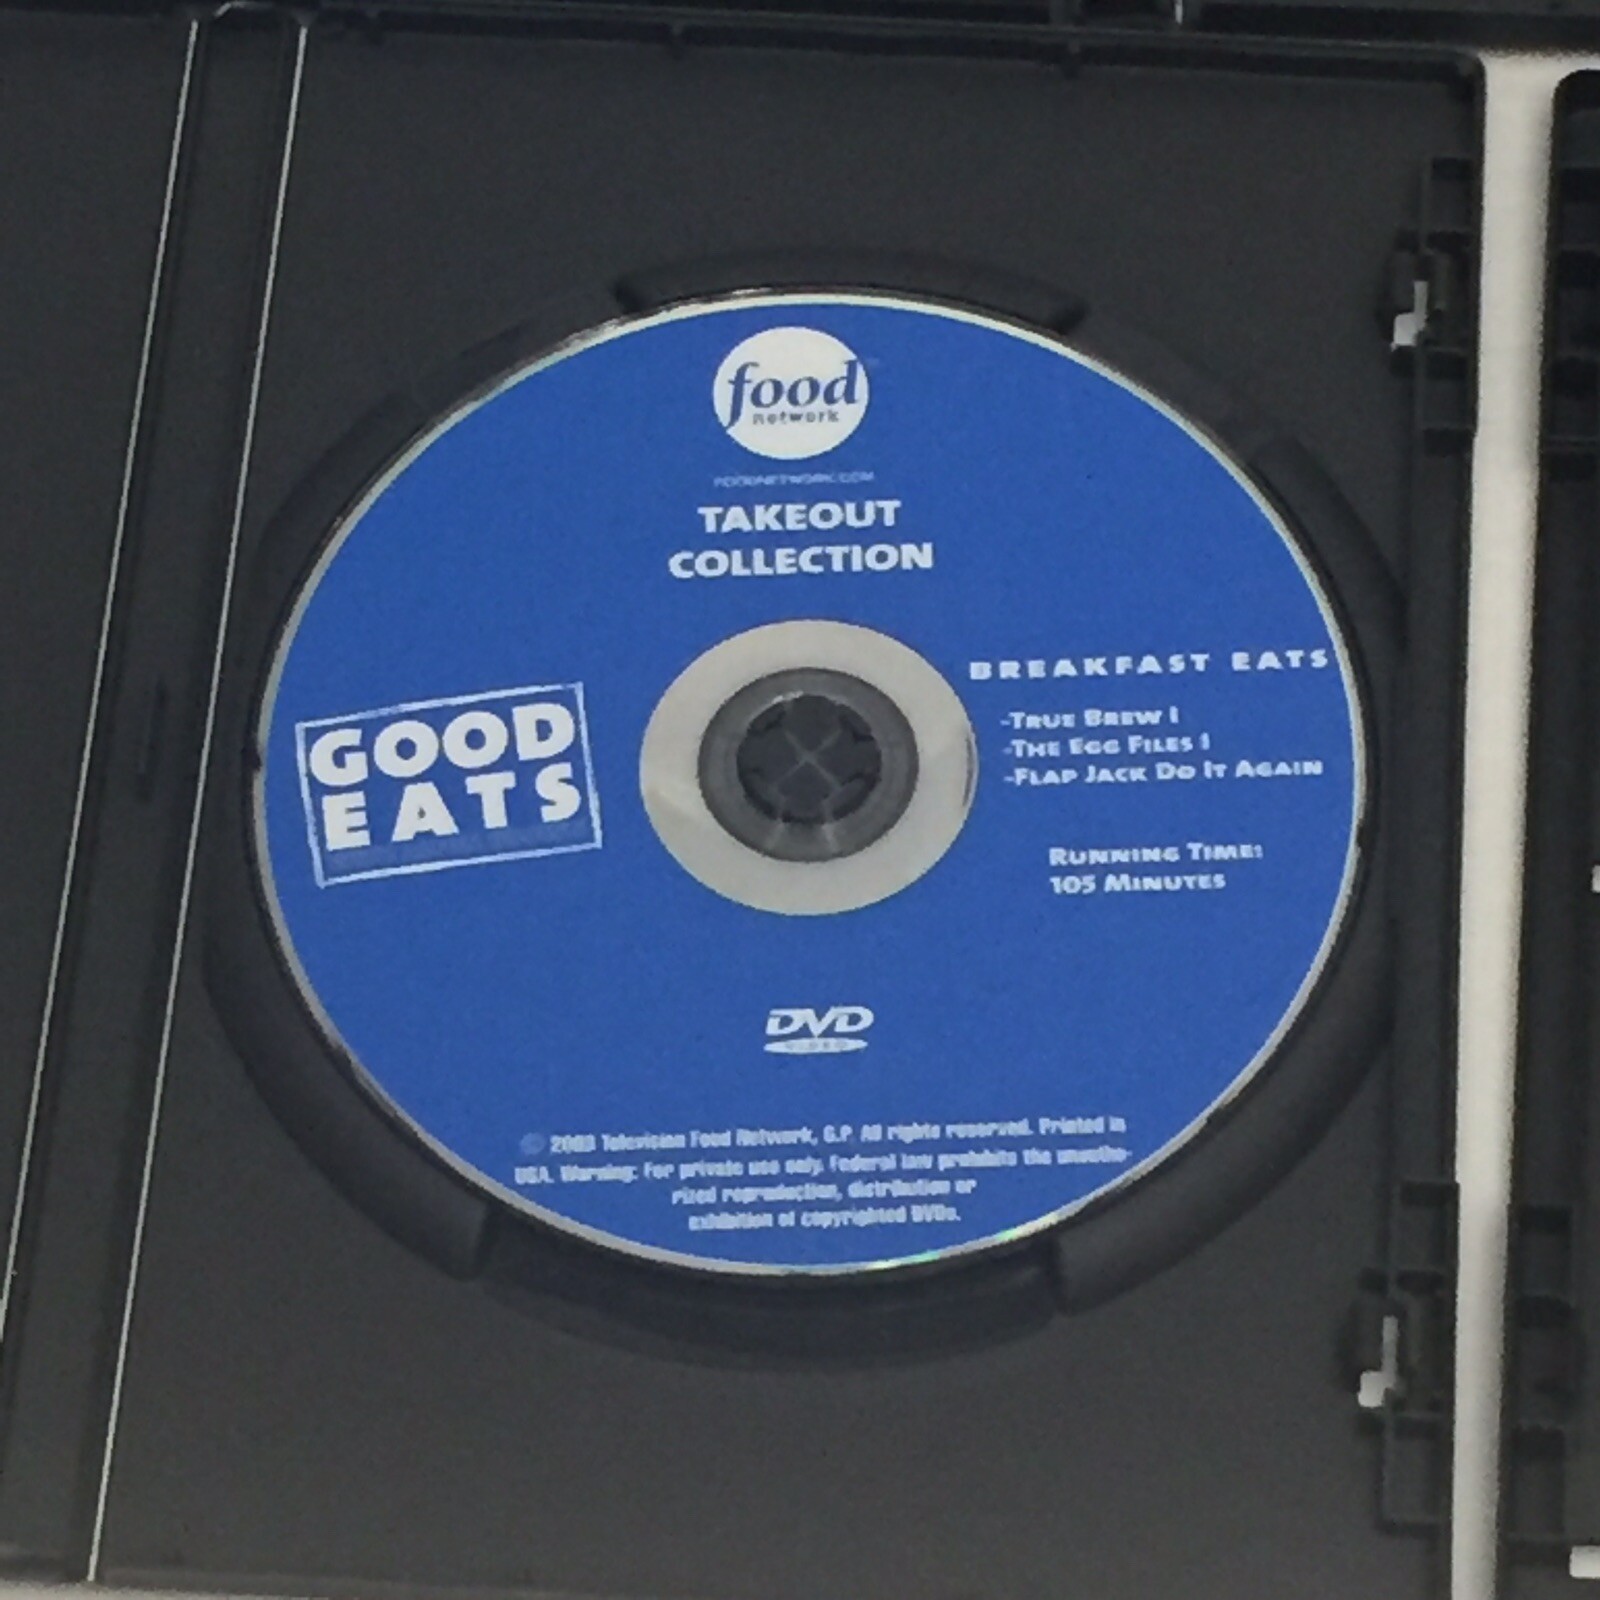 food
network
FOODNETWORK.COM
TAKEOUT
COLLECTION
GOOD
EATS
BREAKFAST EATS
-TRUE BREW I
-THE EGG FILES I
-FLAP JACK DO IT AGAIN
RUNNING TIME:
105 MINUTES
DVD
VIDEO
© 2003 Television Food Network, G.P. All rights reserved. Printed in
USA. Warning: For private use only. Federal law prohibits the unautho-
rized reproduction, distribution or
exhibition of copyrighted DVDs.